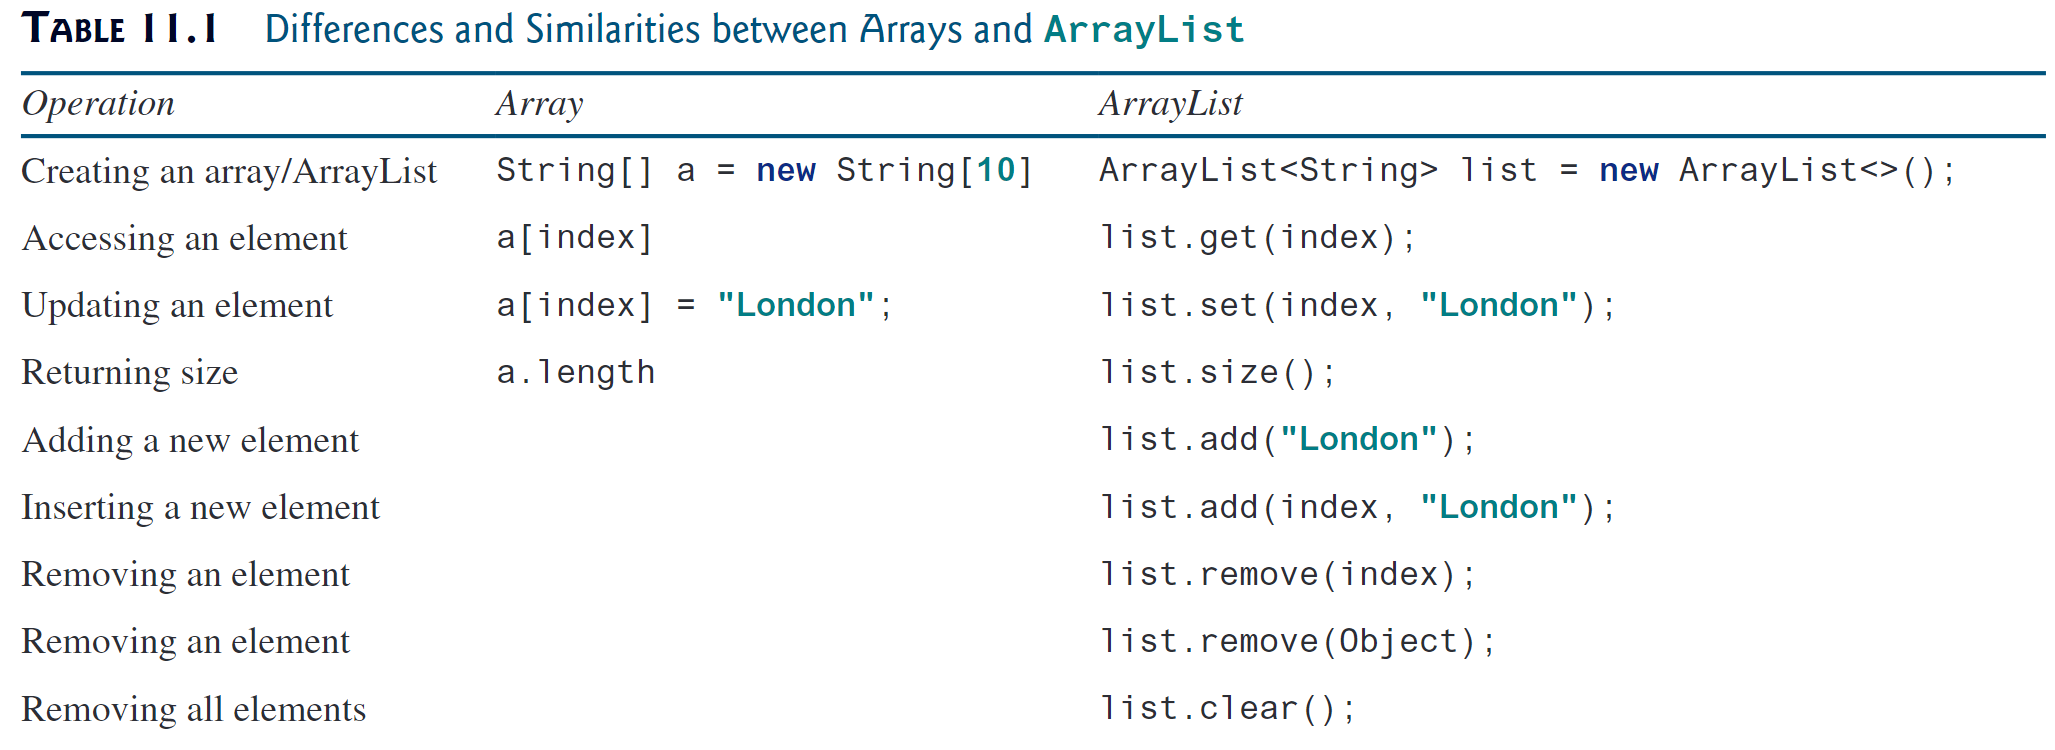 TABLE 11.1 Differences and Similarities between Arrays and ArrayList
Operation Array ArrayList
Creating an array/ArrayList String[] a = new String[10] ArrayList<String> list = new ArrayList<>();
Accessing an element a[index] list.get(index);
Updating an element a[index] = "London"; list.set(index, "London");
Returning size a.length list.size();
Adding a new element list.add("London");
Inserting a new element list.add(index, "London");
Removing an element list.remove(index);
Removing an element list.remove(Object);
Removing all elements list.clear();